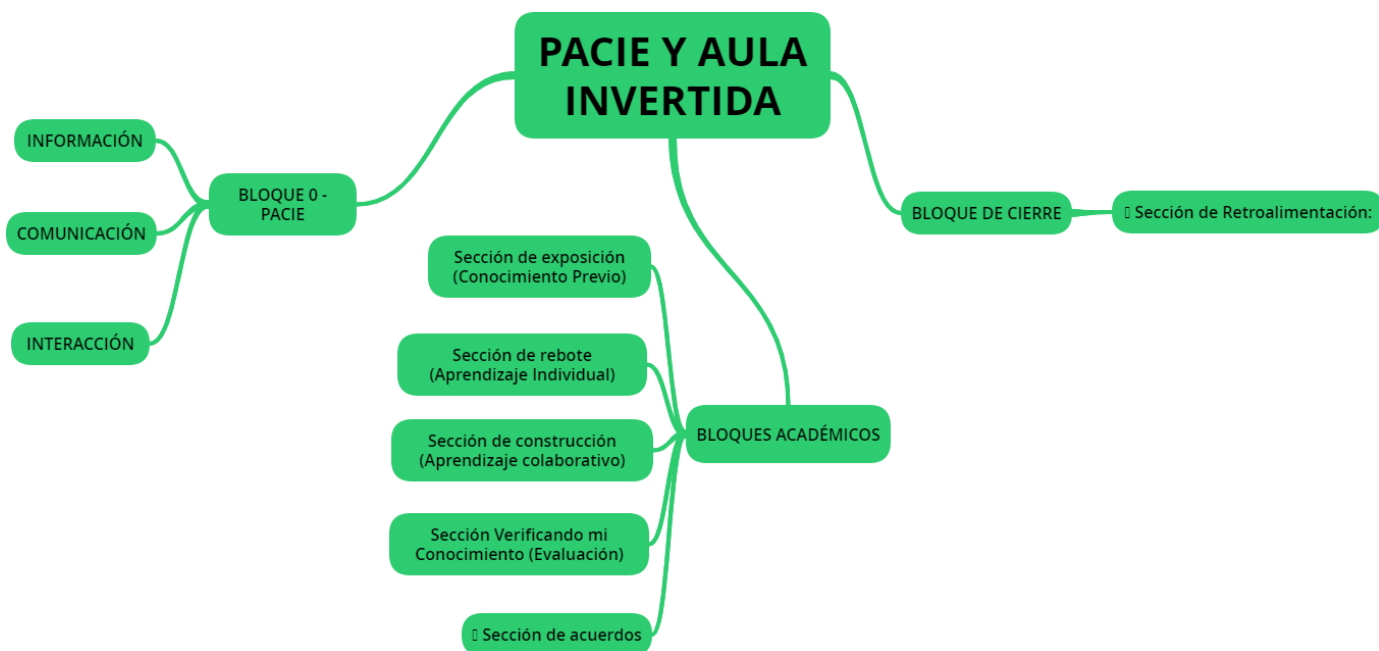 PACIE Y AULA
INVERTIDA
INFORMACIÓN
COMUNICACIÓN
INTERACCIÓN
BLOQUE 0 -
PACIE
Sección de exposición
(Conocimiento Previo)
Sección de rebote
(Aprendizaje Individual)
Sección de construcción
(Aprendizaje colaborativo)
Sección Verificando mi
Conocimiento (Evaluación)
Sección de acuerdos
BLOQUES ACADÉMICOS
BLOQUE DE CIERRE
Sección de Retroalimentación: